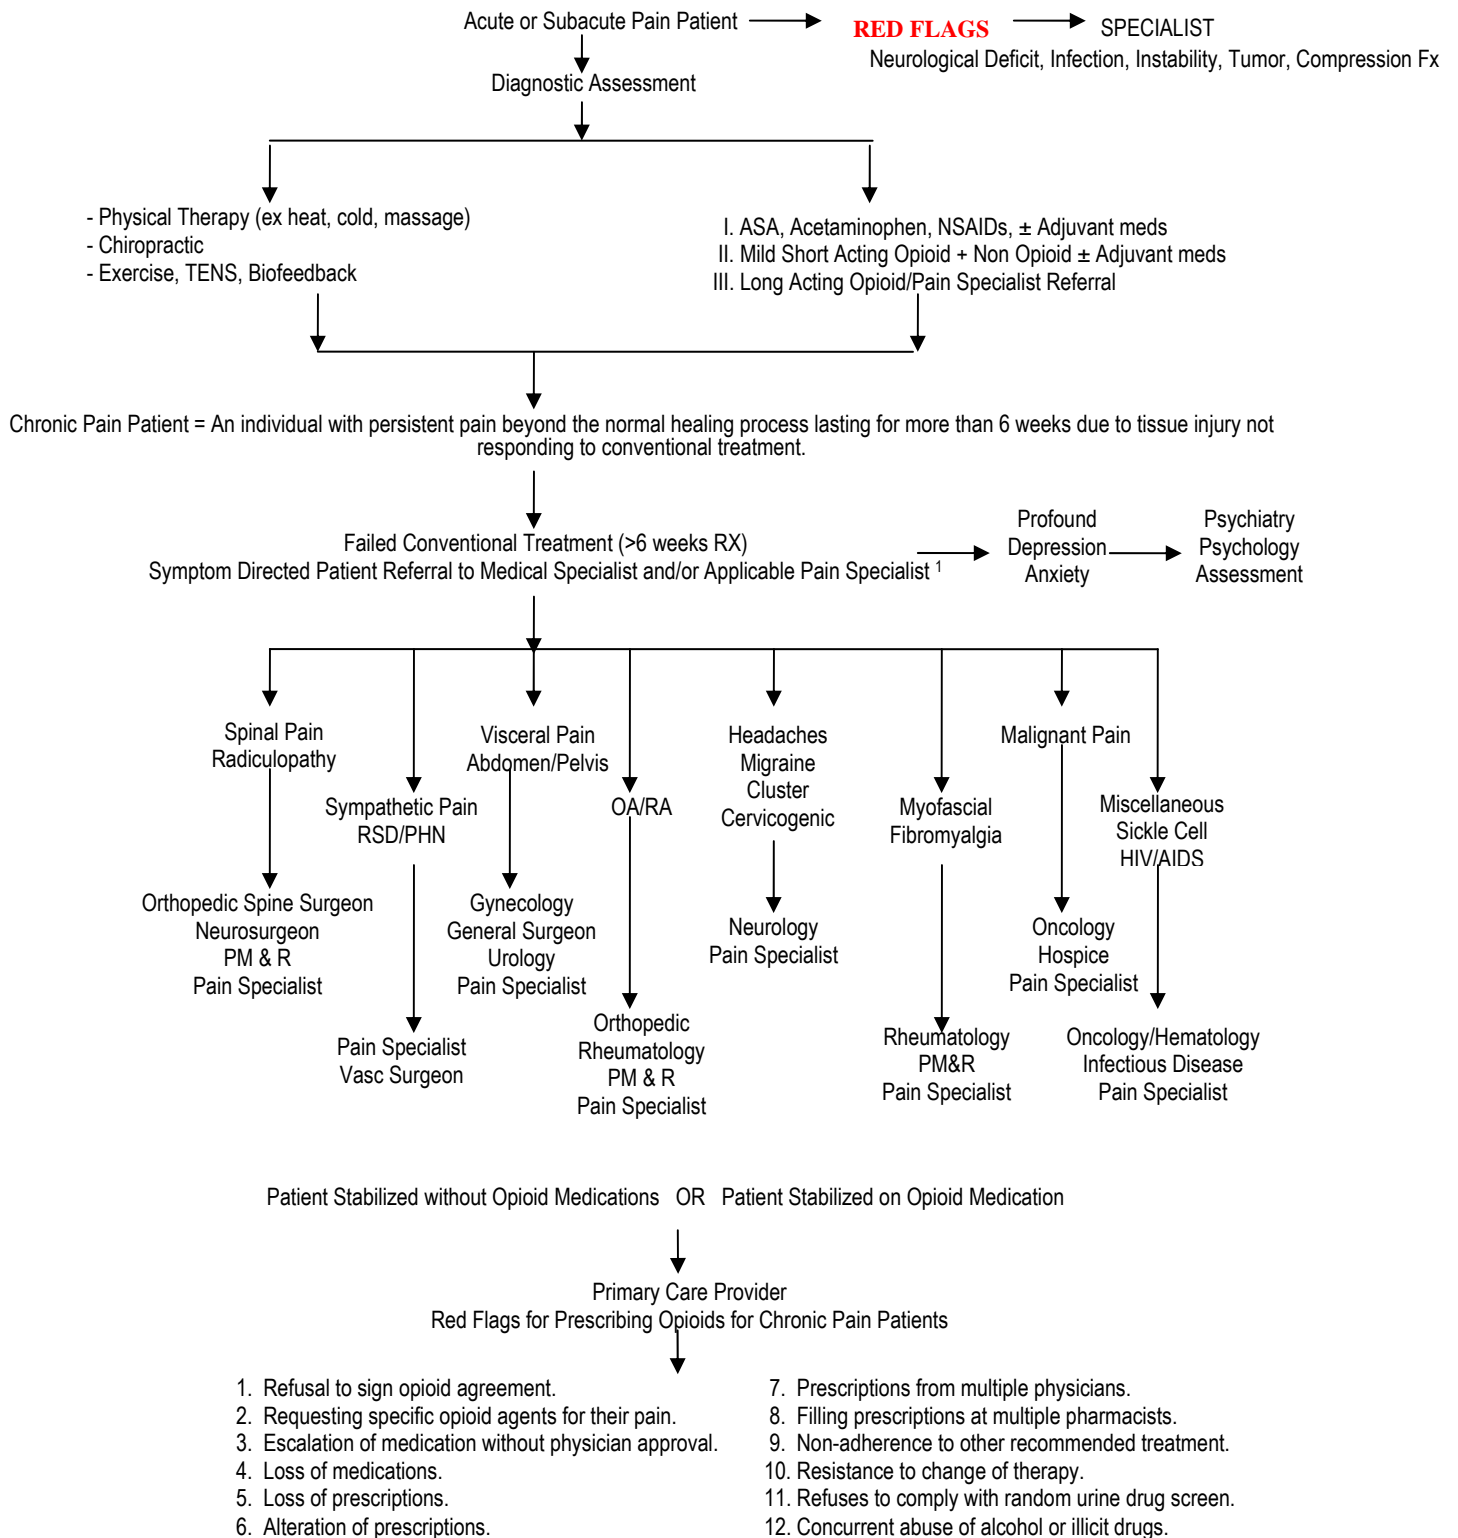 Acute or Subacute Pain Patient
RED FLAGS
SPECIALIST
Neurological Deficit, Infection, Instability, Tumor, Compression Fx
Diagnostic Assessment
- Physical Therapy (ex heat, cold, massage)
- Chiropractic
- Exercise, TENS, Biofeedback
I. ASA, Acetaminophen, NSAIDs, ± Adjuvant meds
II. Mild Short Acting Opioid + Non Opioid ± Adjuvant meds
III. Long Acting Opioid/Pain Specialist Referral
Chronic Pain Patient = An individual with persistent pain beyond the normal healing process lasting for more than 6 weeks due to tissue injury not
responding to conventional treatment.
Failed Conventional Treatment (>6 weeks RX)
Symptom Directed Patient Referral to Medical Specialist and/or Applicable Pain Specialist 1
Profound
Depression
Anxiety
Psychiatry
Psychology
Assessment
Spinal Pain
Radiculopathy
Sympathetic Pain
RSD/PHN
Visceral Pain
Abdomen/Pelvis
OA/RA
Headaches
Migraine
Cluster
Cervicogenic
Myofascial
Fibromyalgia
Malignant Pain
Miscellaneous
Sickle Cell
HIV/AIDS
Orthopedic Spine Surgeon
Neurosurgeon
PM & R
Pain Specialist
Pain Specialist
Vasc Surgeon
Gynecology
General Surgeon
Urology
Pain Specialist
Orthopedic
Rheumatology
PM & R
Pain Specialist
Neurology
Pain Specialist
Rheumatology
PM&R
Pain Specialist
Oncology
Hospice
Pain Specialist
Oncology/Hematology
Infectious Disease
Pain Specialist
Patient Stabilized without Opioid Medications OR Patient Stabilized on Opioid Medication
Primary Care Provider
Red Flags for Prescribing Opioids for Chronic Pain Patients
1. Refusal to sign opioid agreement.
2. Requesting specific opioid agents for their pain.
3. Escalation of medication without physician approval.
4. Loss of medications.
5. Loss of prescriptions.
6. Alteration of prescriptions.
7. Prescriptions from multiple physicians.
8. Filling prescriptions at multiple pharmacists.
9. Non-adherence to other recommended treatment.
10. Resistance to change of therapy.
11. Refuses to comply with random urine drug screen.
12. Concurrent abuse of alcohol or illicit drugs.